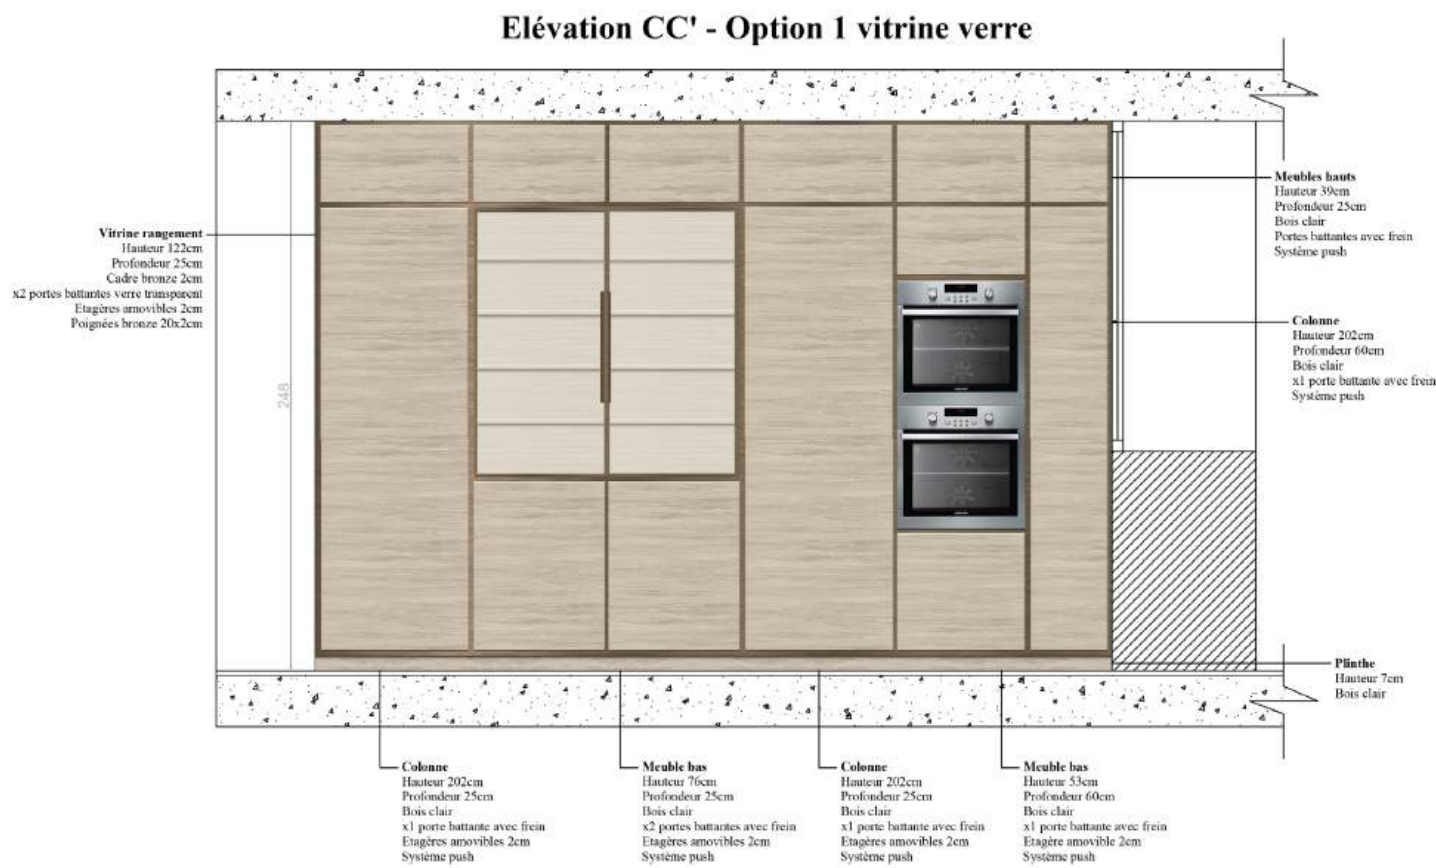 Elévation CC' - Option 1 vitrine verre
Meubles hauts
Hauteur 39cm
Profondeur 25cm
Bois clair
Portes battantes avec frein
Système push
Vitrine rangement
Hauteur 122cm
Profondeur 25cm
Cadre bronze 2cm
x2 portes battantes verre transparent
Etagères amovibles 2cm
Poignées bronze 20x2cm
Colonne
Hauteur 202cm
Profondeur 60cm
Bois clair
x1 porte battante avec frein
Système push
248
Plinthe
Hauteur 7cm
Bois clair
Colonne
Hauteur 202cm
Profondeur 25cm
Bois clair
x1 porte battante avec frein
Etagères amovibles 2cm
Système push
Meuble bas
Hauteur 76cm
Profondeur 25cm
Bois clair
x2 portes battantes avec frein
Etagères amovibles 2cm
Système push
Colonne
Hauteur 202cm
Profondeur 25cm
Bois clair
x1 porte battante avec frein
Etagères amovibles 2cm
Système push
Meuble bas
Hauteur 53cm
Profondeur 60cm
Bois clair
x1 porte battante avec frein
Etagère amovible 2cm
Système push